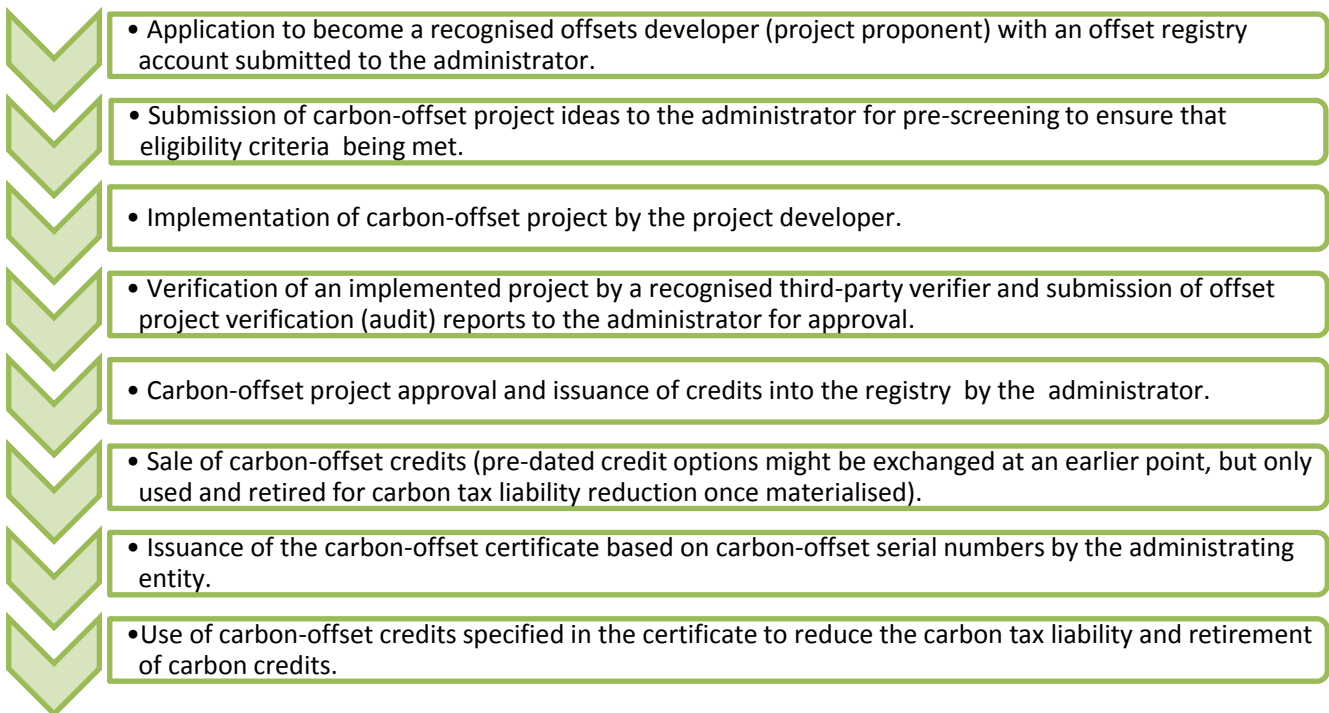 • Application to become a recognised offsets developer (project proponent) with an offset registry
account submitted to the administrator.
• Submission of carbon-offset project ideas to the administrator for pre-screening to ensure that
eligibility criteria being met.
• Implementation of carbon-offset project by the project developer.
• Verification of an implemented project by a recognised third-party verifier and submission of offset
project verification (audit) reports to the administrator for approval.
• Carbon-offset project approval and issuance of credits into the registry by the administrator.
• Sale of carbon-offset credits (pre-dated credit options might be exchanged at an earlier point, but only
used and retired for carbon tax liability reduction once materialised).
• Issuance of the carbon-offset certificate based on carbon-offset serial numbers by the administrating
entity.
•Use of carbon-offset credits specified in the certificate to reduce the carbon tax liability and retirement
of carbon credits.